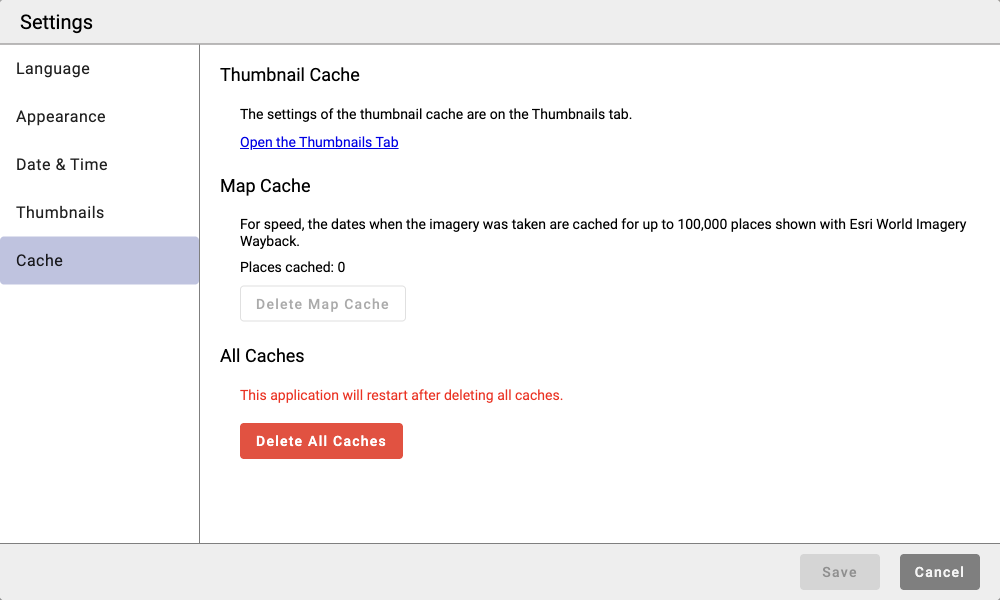 Settings
Language
Appearance
Date & Time
Thumbnails
Cache
Thumbnail Cache
The settings of the thumbnail cache are on the Thumbnails tab.
Open the Thumbnails Tab
Map Cache
For speed, the dates when the imagery was taken are cached for up to 100,000 places shown with Esri World Imagery
Wayback.
Places cached: 0
Delete Map Cache
All Caches
This application will restart after deleting all caches.
Delete All Caches
Save
Cancel